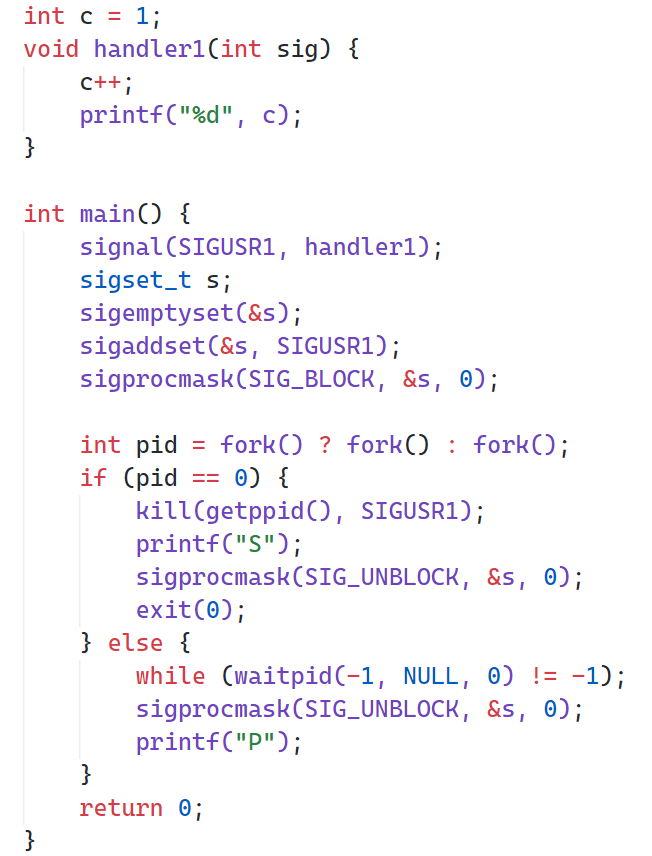 int c = 1;
void handler1(int sig) {
    c++;
    printf("%d", c);
}

int main() {
    signal(SIGUSR1, handler1);
    sigset_t s;
    sigemptyset(&s);
    sigaddset(&s, SIGUSR1);
    sigprocmask(SIG_BLOCK, &s, 0);

    int pid = fork() ? fork() : fork();
    if (pid == 0) {
        kill(getppid(), SIGUSR1);
        printf("S");
        sigprocmask(SIG_UNBLOCK, &s, 0);
        exit(0);
    } else {
        while (waitpid(-1, NULL, 0) != -1);
        sigprocmask(SIG_UNBLOCK, &s, 0);
        printf("P");
    }
    return 0;
}